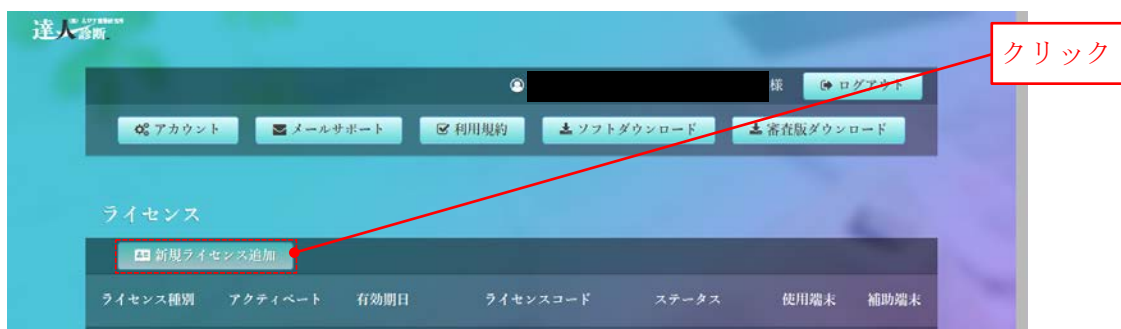 達人診断
クリック
様 ログアウト
アカウント メールサポート 利用規約 ソフトダウンロード 審査版ダウンロード
ライセンス
新規ライセンス追加
ライセンス種別 アクティベート 有効期日 ライセンスコード ステータス 使用端末 補助端末